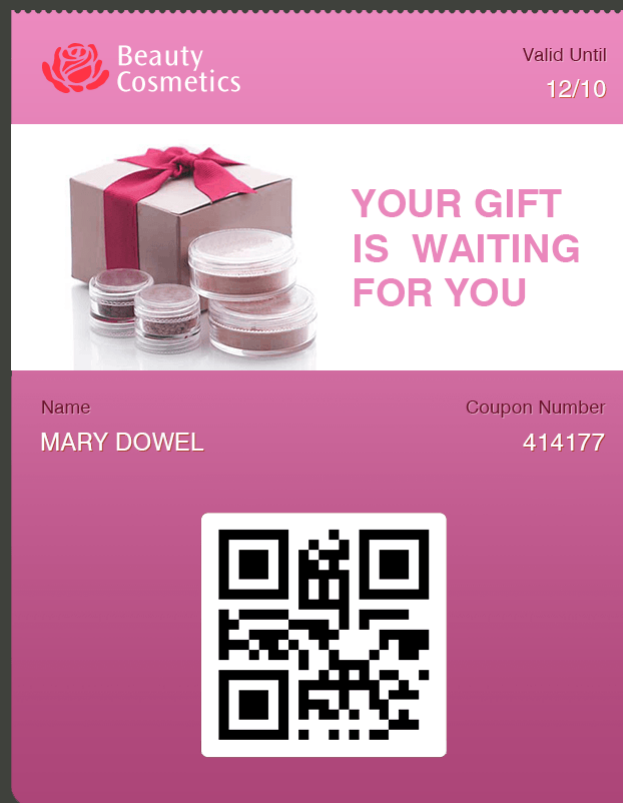 Beauty
Cosmetics
Valid Until
12/10
YOUR GIFT
IS WAITING
FOR YOU
Name
MARY DOWEL
Coupon Number
414177